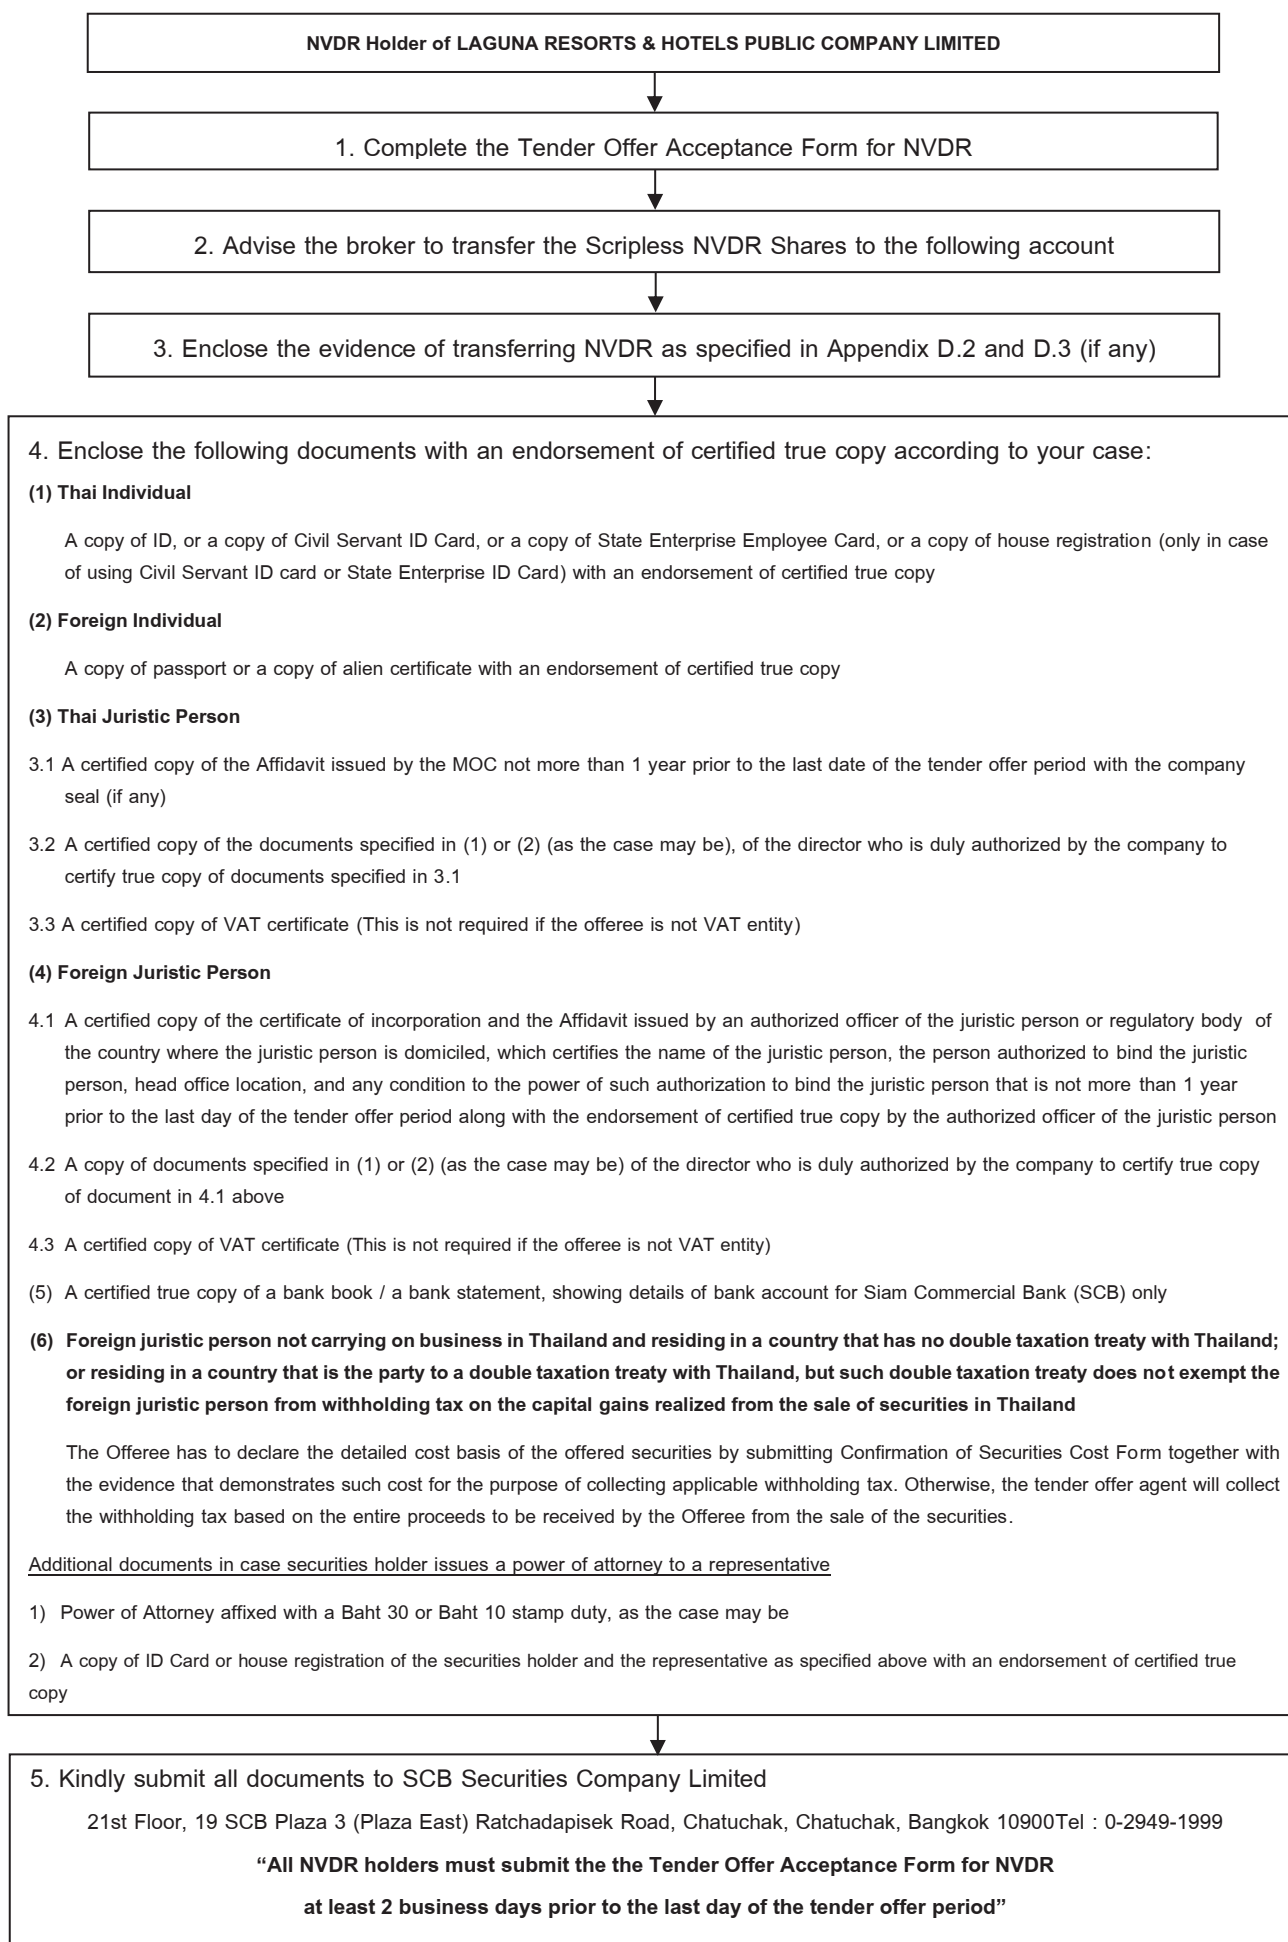 NVDR Holder of LAGUNA RESORTS & HOTELS PUBLIC COMPANY LIMITED
1. Complete the Tender Offer Acceptance Form for NVDR
2. Advise the broker to transfer the Scripless NVDR Shares to the following account
3. Enclose the evidence of transferring NVDR as specified in Appendix D.2 and D.3 (if any)
4. Enclose the following documents with an endorsement of certified true copy according to your case:
(1) Thai Individual
A copy of ID, or a copy of Civil Servant ID Card, or a copy of State Enterprise Employee Card, or a copy of house registration (only in case
of using Civil Servant ID card or State Enterprise ID Card) with an endorsement of certified true copy
(2) Foreign Individual
A copy of passport or a copy of alien certificate with an endorsement of certified true copy
(3) Thai Juristic Person
3.1 A certified copy of the Affidavit issued by the MOC not more than 1 year prior to the last date of the tender offer period with the company
seal (if any)
3.2 A certified copy of the documents specified in (1) or (2) (as the case may be), of the director who is duly authorized by the company to
certify true copy of documents specified in 3.1
3.3 A certified copy of VAT certificate (This is not required if the offeree is not VAT entity)
(4) Foreign Juristic Person
4.1 A certified copy of the certificate of incorporation and the Affidavit issued by an authorized officer of the juristic person or regulatory body of
the country where the juristic person is domiciled, which certifies the name of the juristic person, the person authorized to bind the juristic
person, head office location, and any condition to the power of such authorization to bind the juristic person that is not more than 1 year
prior to the last day of the tender offer period along with the endorsement of certified true copy by the authorized officer of the juristic person
4.2 A copy of documents specified in (1) or (2) (as the case may be) of the director who is duly authorized by the company to certify true copy
of document in 4.1 above
4.3 A certified copy of VAT certificate (This is not required if the offeree is not VAT entity)
(5) A certified true copy of a bank book / a bank statement, showing details of bank account for Siam Commercial Bank (SCB) only
(6) Foreign juristic person not carrying on business in Thailand and residing in a country that has no double taxation treaty with Thailand;
or residing in a country that is the party to a double taxation treaty with Thailand, but such double taxation treaty does not exempt the
foreign juristic person from withholding tax on the capital gains realized from the sale of securities in Thailand
The Offeree has to declare the detailed cost basis of the offered securities by submitting Confirmation of Securities Cost Form together with
the evidence that demonstrates such cost for the purpose of collecting applicable withholding tax. Otherwise, the tender offer agent will collect
the withholding tax based on the entire proceeds to be received by the Offeree from the sale of the securities.
Additional documents in case securities holder issues a power of attorney to a representative
1) Power of Attorney affixed with a Baht 30 or Baht 10 stamp duty, as the case may be
2) A copy of ID Card or house registration of the securities holder and the representative as specified above with an endorsement of certified true
copy
5. Kindly submit all documents to SCB Securities Company Limited
21st Floor, 19 SCB Plaza 3 (Plaza East) Ratchadapisek Road, Chatuchak, Chatuchak, Bangkok 10900Tel : 0-2949-1999
“All NVDR holders must submit the the Tender Offer Acceptance Form for NVDR
at least 2 business days prior to the last day of the tender offer period”